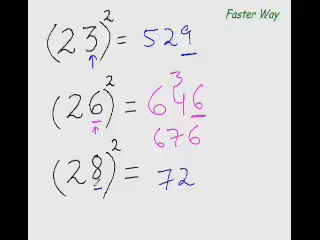 Faster Way
(23)² = 529
(26)² = 6³46
676
(28)² = 72